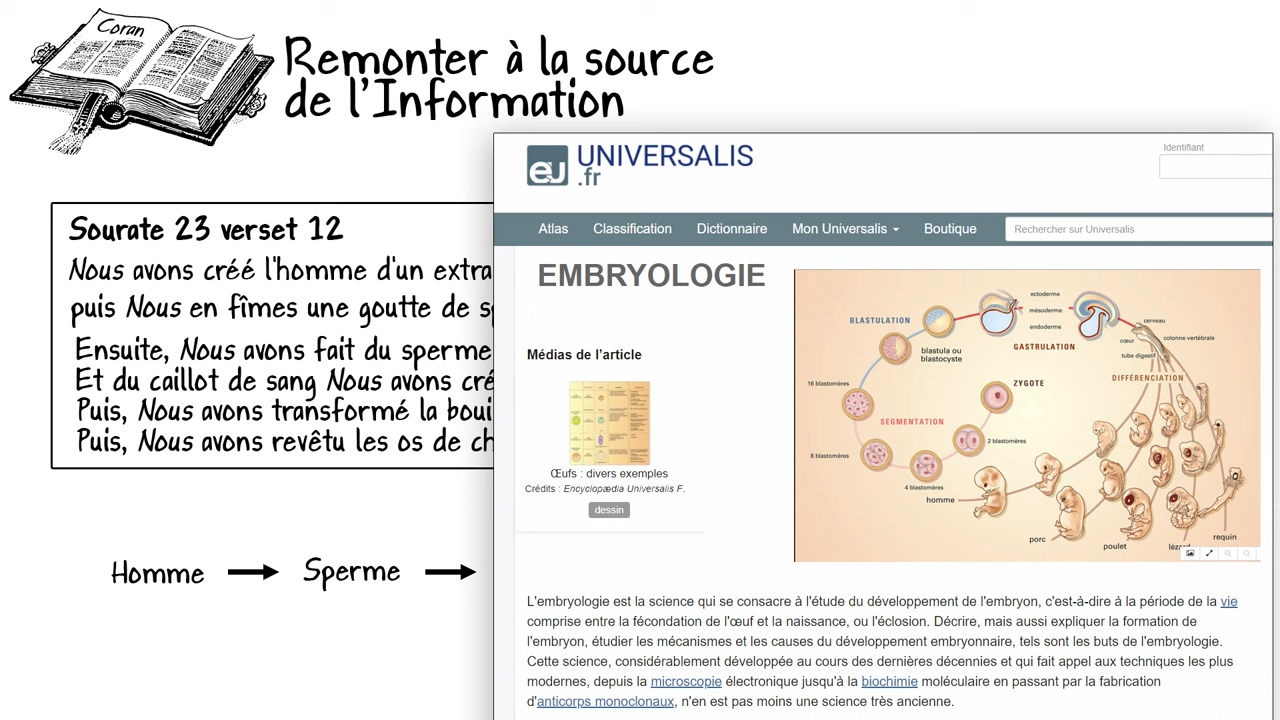 Coran
Remonter à la source
de l'Information
Sourate 23 verset 12
Nous avons créé l'homme d'un extra
puis Nous en fîmes une goutte de sp
Ensuite, Nous avons fait du sperme
Et du caillot de sang Nous avons cré
Puis, Nous avons transformé la boui
Puis, Nous avons revêtu les os de ch
Homme
Sperme
eu UNIVERSALIS
.fr
Identifiant
Atlas Classification Dictionnaire Mon Universalis Boutique
Rechercher sur Universalis
EMBRYOLOGIE
Médias de l'article
Œufs : divers exemples
Crédits : Encyclopædia Universalis F.
dessin
BLASTULATION
blastula ou
blastocyste
ectoderme
mésoderme
endoderme
GASTRULATION
cerveau
colonne vertébrale
cœur
tube digestif
DIFFÉRENCIATION
ZYGOTE
16 blastomères
SEGMENTATION
2 blastomères
8 blastomères
4 blastomères
homme
porc
poulet
lézard
requin
L'embryologie est la science qui se consacre à l'étude du développement de l'embryon, c'est-à-dire à la période de la vie
comprise entre la fécondation de l'œuf et la naissance, ou l'éclosion. Décrire, mais aussi expliquer la formation de
l'embryon, étudier les mécanismes et les causes du développement embryonnaire, tels sont les buts de l'embryologie.
Cette science, considérablement développée au cours des dernières décennies et qui fait appel aux techniques les plus
modernes, depuis la microscopie électronique jusqu'à la biochimie moléculaire en passant par la fabrication
d'anticorps monoclonaux, n'en est pas moins une science très ancienne.